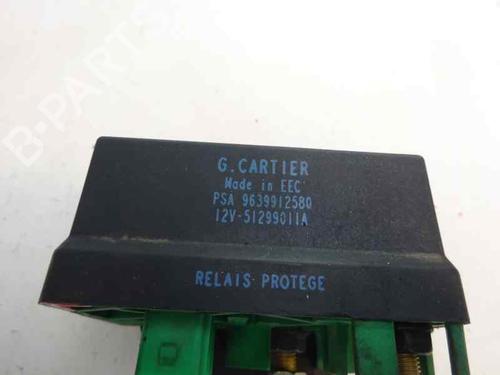 B-PARTS
G.CARTIER
Made in EEC
PSA 9639912580
12V-51299011A
RELAIS PROTEGE